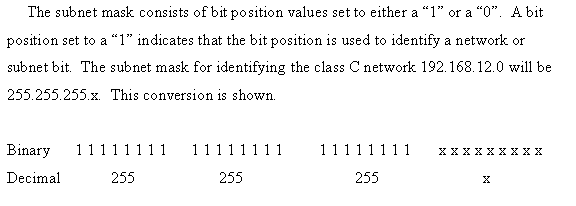 The subnet mask consists of bit position values set to either a “1” or a “0”. A bit
position set to a “1” indicates that the bit position is used to identify a network or
subnet bit. The subnet mask for identifying the class C network 192.168.12.0 will be
255.255.255.x. This conversion is shown.
Binary 1 1 1 1 1 1 1 1 1 1 1 1 1 1 1 1 1 1 1 1 1 1 1 1 x x x x x x x x x
Decimal 255 255 255 x